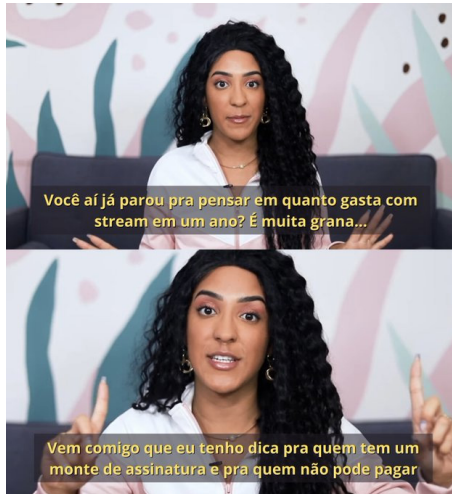 Você aí já parou pra pensar em quanto gasta com
stream em um ano? É muita grana...
Vem comigo que eu tenho dica pra quem tem um
monte de assinatura e pra quem não pode pagar